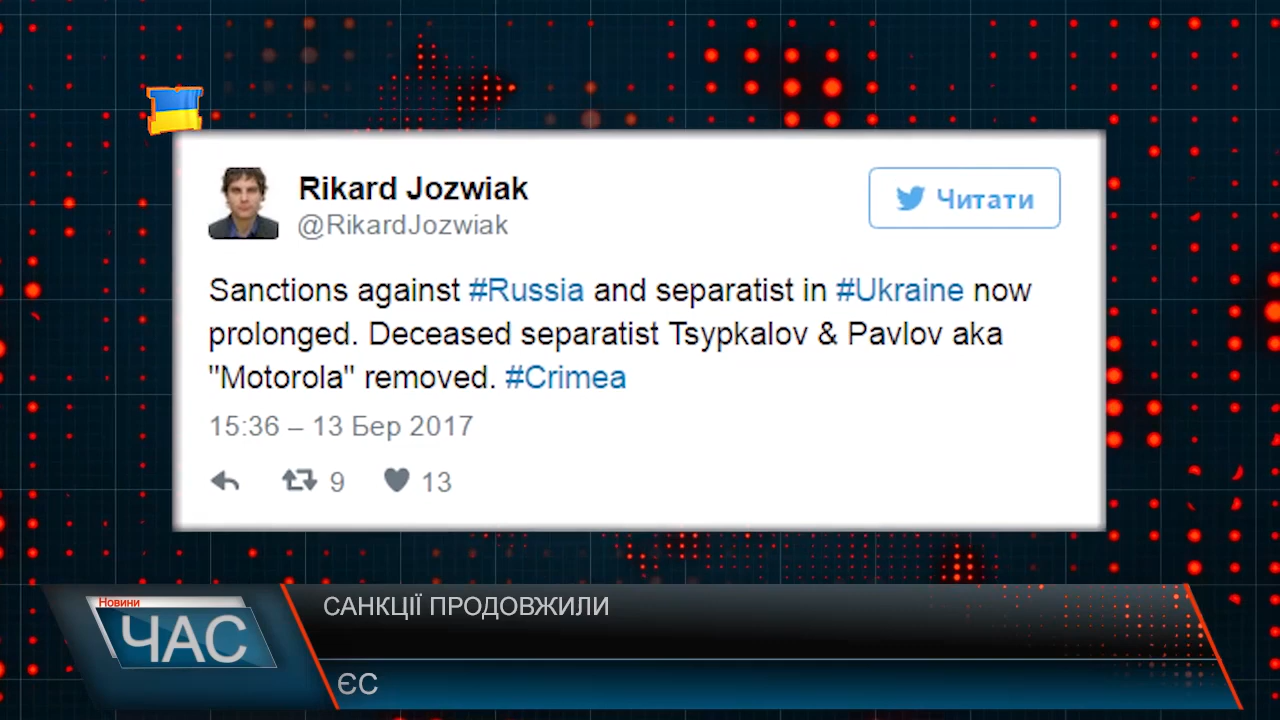 Rikard Jozwiak
@RikardJozwiak
Читати
Sanctions against #Russia and separatist in #Ukraine now
prolonged. Deceased separatist Tsypkalov & Pavlov aka
"Motorola" removed. #Crimea
15:36 – 13 Бер 2017
9 13
Новини
ЧАС
САНКЦІЇ ПРОДОВЖИЛИ
ЄС